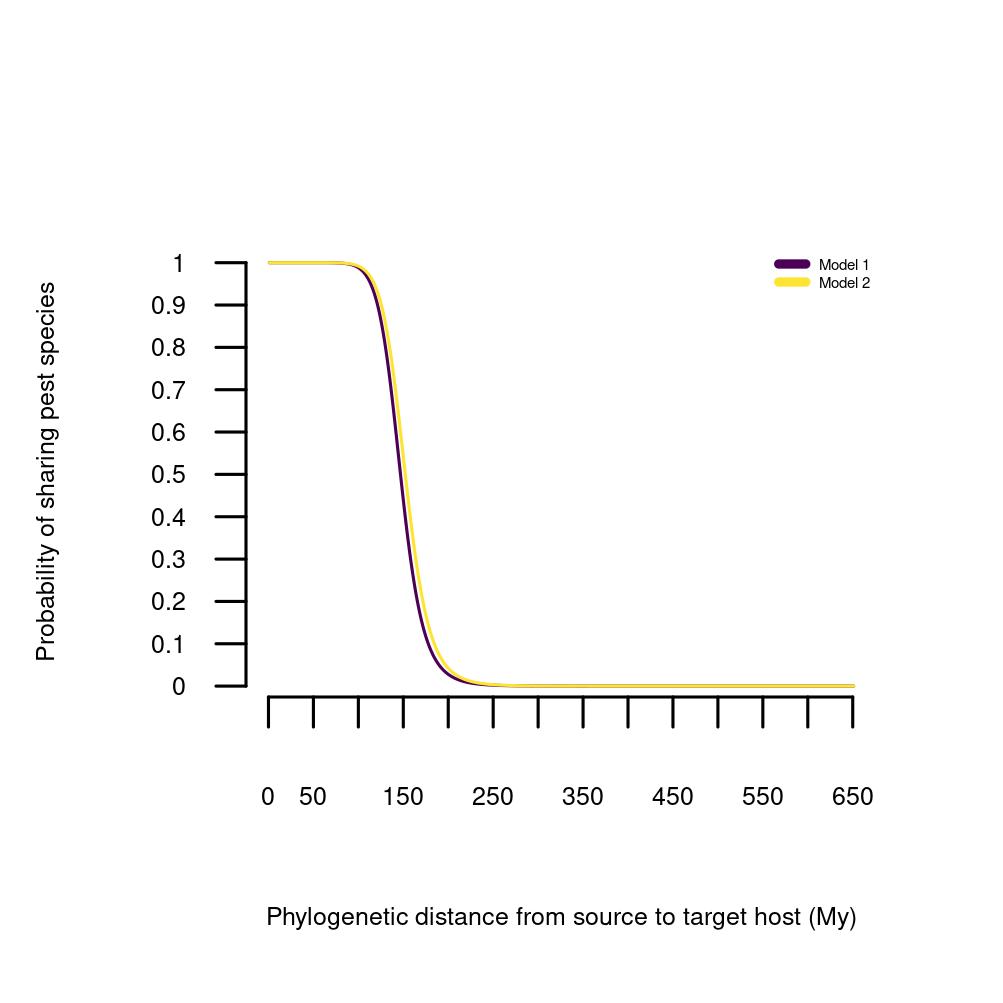 Model 1
Model 2
Probability of sharing pest species
1
0.9
0.8
0.7
0.6
0.5
0.4
0.3
0.2
0.1
0
0 50 150 250 350 450 550 650
Phylogenetic distance from source to target host (My)